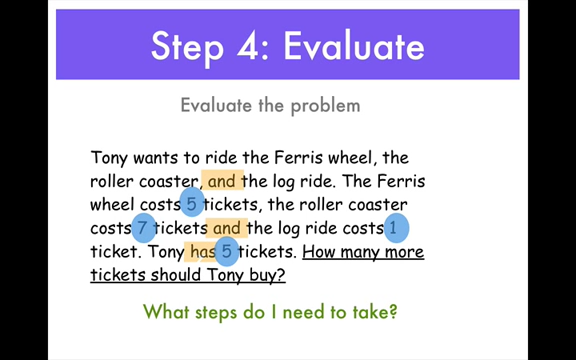 Step 4: Evaluate
Evaluate the problem
Tony wants to ride the Ferris wheel, the
roller coaster, and the log ride. The Ferris
wheel costs 5 tickets, the roller coaster
costs 7 tickets and the log ride costs 1
ticket. Tony has 5 tickets. How many more
tickets should Tony buy?
What steps do I need to take?